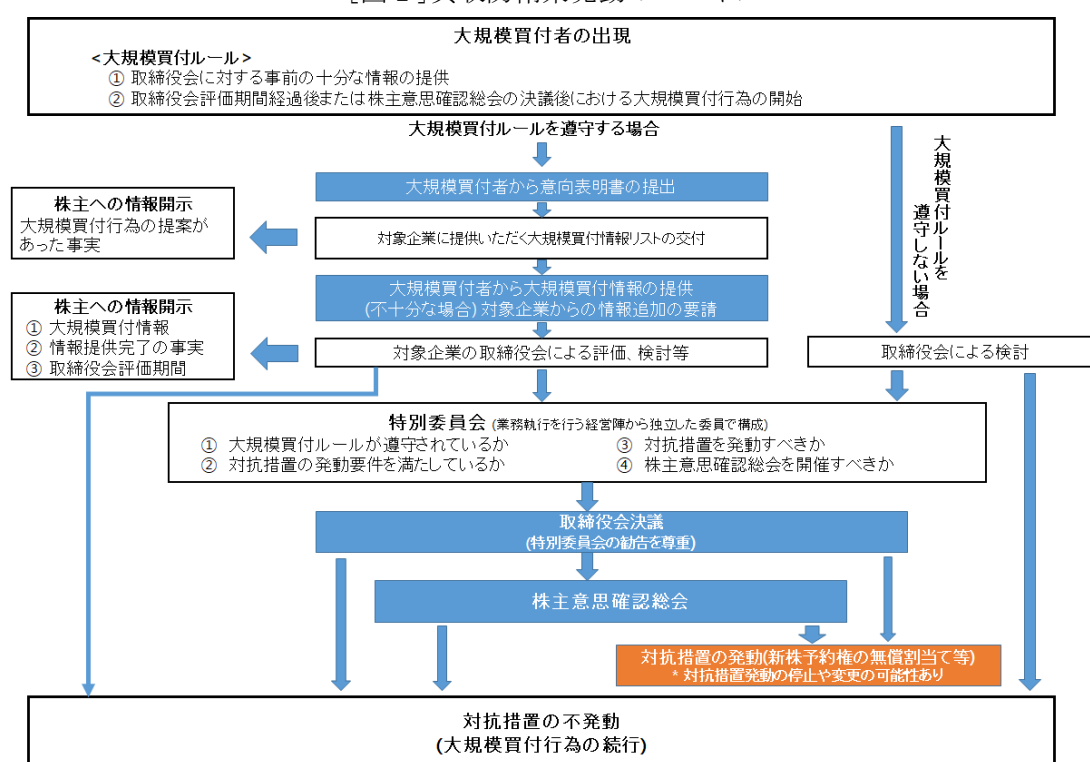 大規模買付者の出現
<大規模買付ルール>
① 取締役会に対する事前の十分な情報の提供
② 取締役会評価期間経過後または株主意思確認総会の決議後における大規模買付行為の開始
大規模買付ルールを遵守する場合
大規模買付ルールを
遵守しない場合
大規模買付者から意向表明書の提出
株主への情報開示
大規模買付行為の提案が
あった事実
対象企業に提供いただく大規模買付情報リストの交付
大規模買付者から大規模買付情報の提供
(不十分な場合) 対象企業からの情報追加の要請
株主への情報開示
① 大規模買付情報
② 情報提供完了の事実
③ 取締役会評価期間
対象企業の取締役会による評価、検討等
取締役会による検討
特別委員会 (業務執行を行う経営陣から独立した委員で構成)
① 大規模買付ルールが遵守されているか
② 対抗措置の発動要件を満たしているか
③ 対抗措置を発動すべきか
④ 株主意思確認総会を開催すべきか
取締役会決議
(特別委員会の勧告を尊重)
株主意思確認総会
対抗措置の発動(新株予約権の無償割当て等)
* 対抗措置発動の停止や変更の可能性あり
対抗措置の不発動
(大規模買付行為の続行)